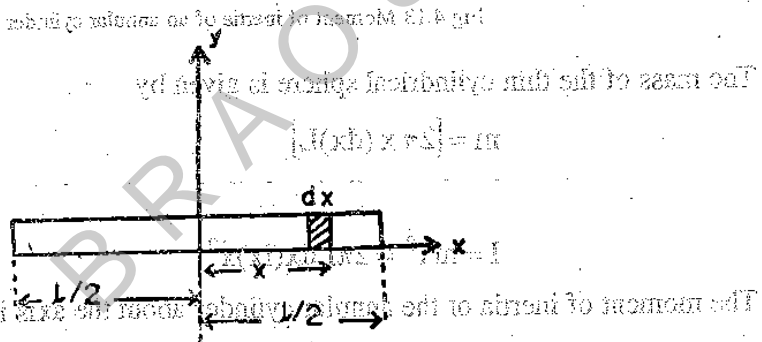 Fig 4.13 Moment of inertia of an annular cylinder
y
The mass of the thin cylindrical sphere is given by
m = [2π x (dx)L]
B R A O
dx
x
x
L/2
L/2
The moment of inertia of the annular cylinder about the axis i